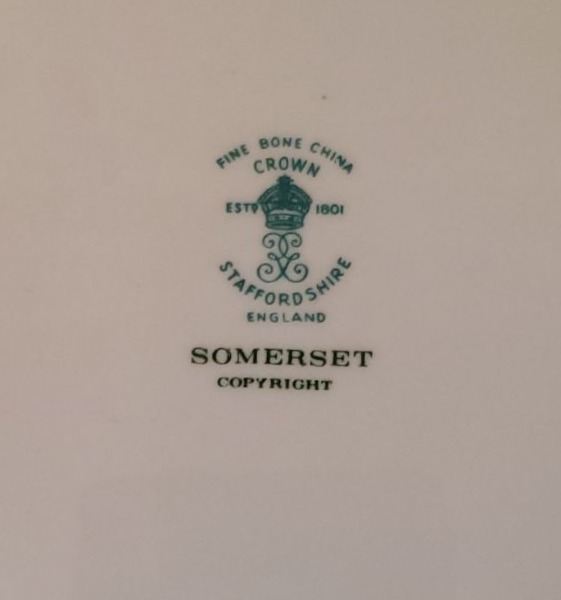 FINE BONE CHINA
CROWN
ESTD 1801
STAFFORDSHIRE
ENGLAND
SOMERSET
COPYRIGHT